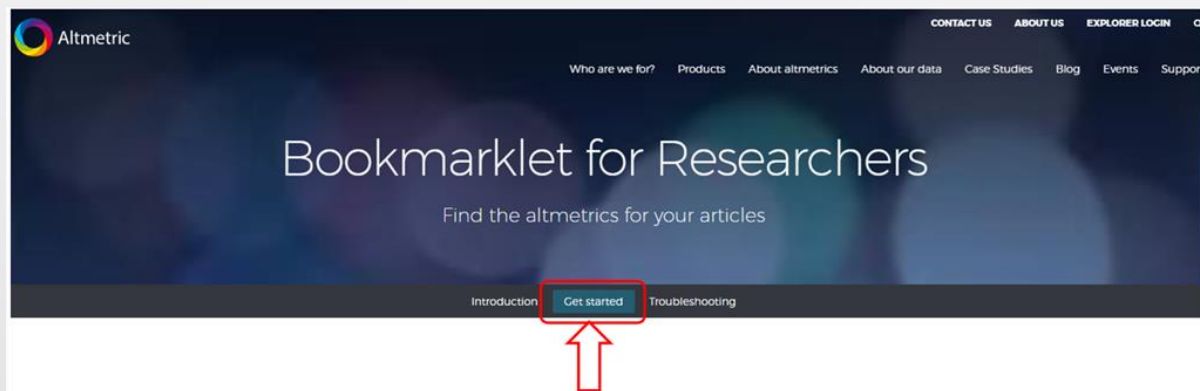 CONTACT US ABOUT US EXPLORER LOGIN
Altmetric
Who are we for? Products About altmetrics About our data Case Studies Blog Events Suppor
Bookmarklet for Researchers
Find the altmetrics for your articles
Introduction Get started Troubleshooting